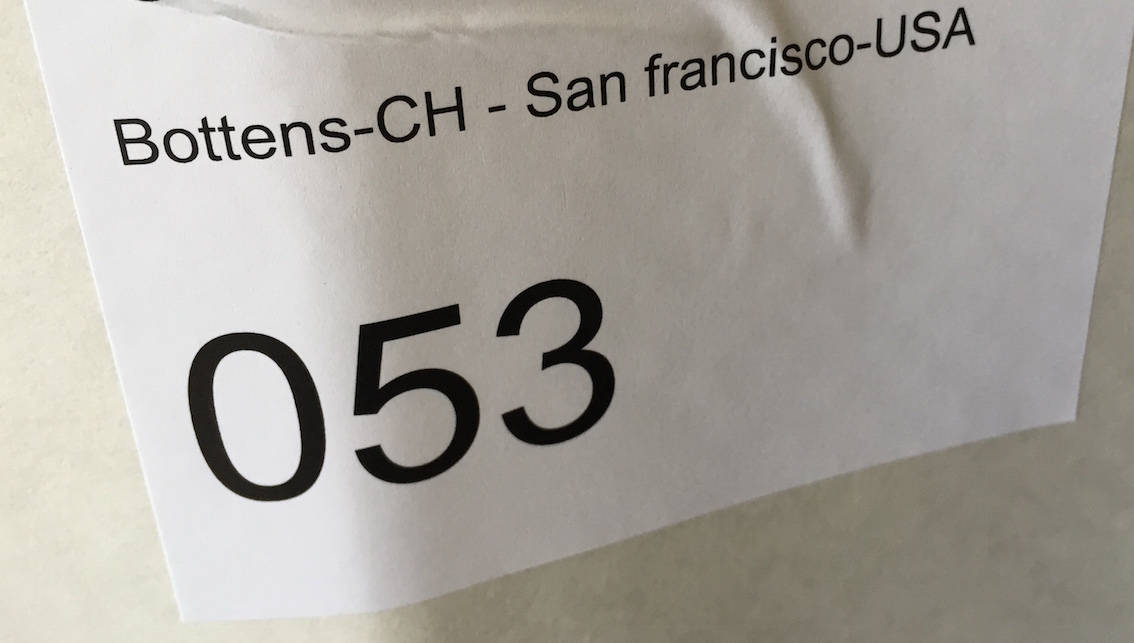 Bottens-CH - San francisco-USA
053